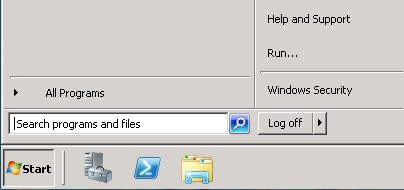 Help and Support
Run...
All Programs
Windows Security
Search programs and files
Log off
Start